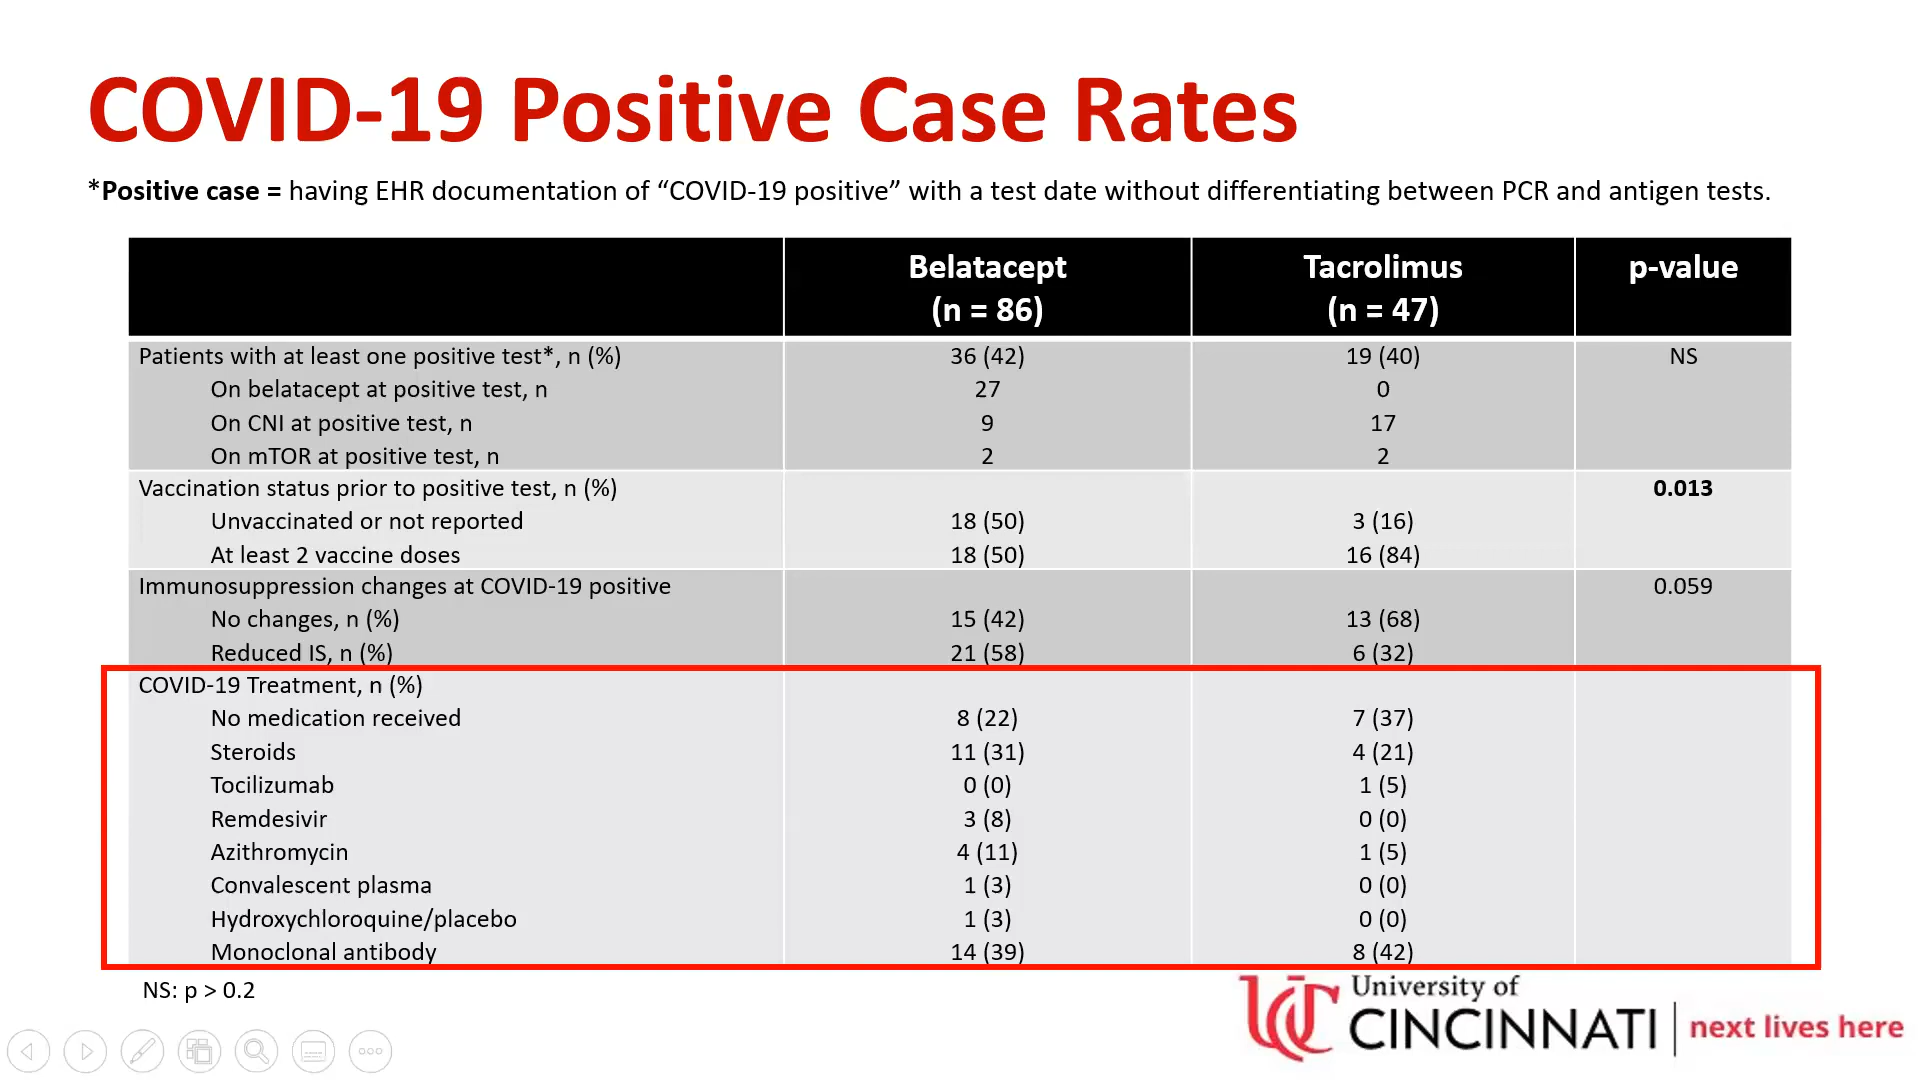 COVID-19 Positive Case Rates
*Positive case = having EHR documentation of “COVID-19 positive” with a test date without differentiating between PCR and antigen tests.
Belatacept (n = 86) Tacrolimus (n = 47) p-value
Patients with at least one positive test*, n (%) 36 (42) 19 (40) NS
On belatacept at positive test, n 27 0
On CNI at positive test, n 9 17
On mTOR at positive test, n 2 2
Vaccination status prior to positive test, n (%) 0.013
Unvaccinated or not reported 18 (50) 3 (16)
At least 2 vaccine doses 18 (50) 16 (84)
Immunosuppression changes at COVID-19 positive 0.059
No changes, n (%) 15 (42) 13 (68)
Reduced IS, n (%) 21 (58) 6 (32)
COVID-19 Treatment, n (%)
No medication received 8 (22) 7 (37)
Steroids 11 (31) 4 (21)
Tocilizumab 0 (0) 1 (5)
Remdesivir 3 (8) 0 (0)
Azithromycin 4 (11) 1 (5)
Convalescent plasma 1 (3) 0 (0)
Hydroxychloroquine/placebo 1 (3) 0 (0)
Monoclonal antibody 14 (39) 8 (42)
NS: p > 0.2
University of
CINCINNATI
next lives here